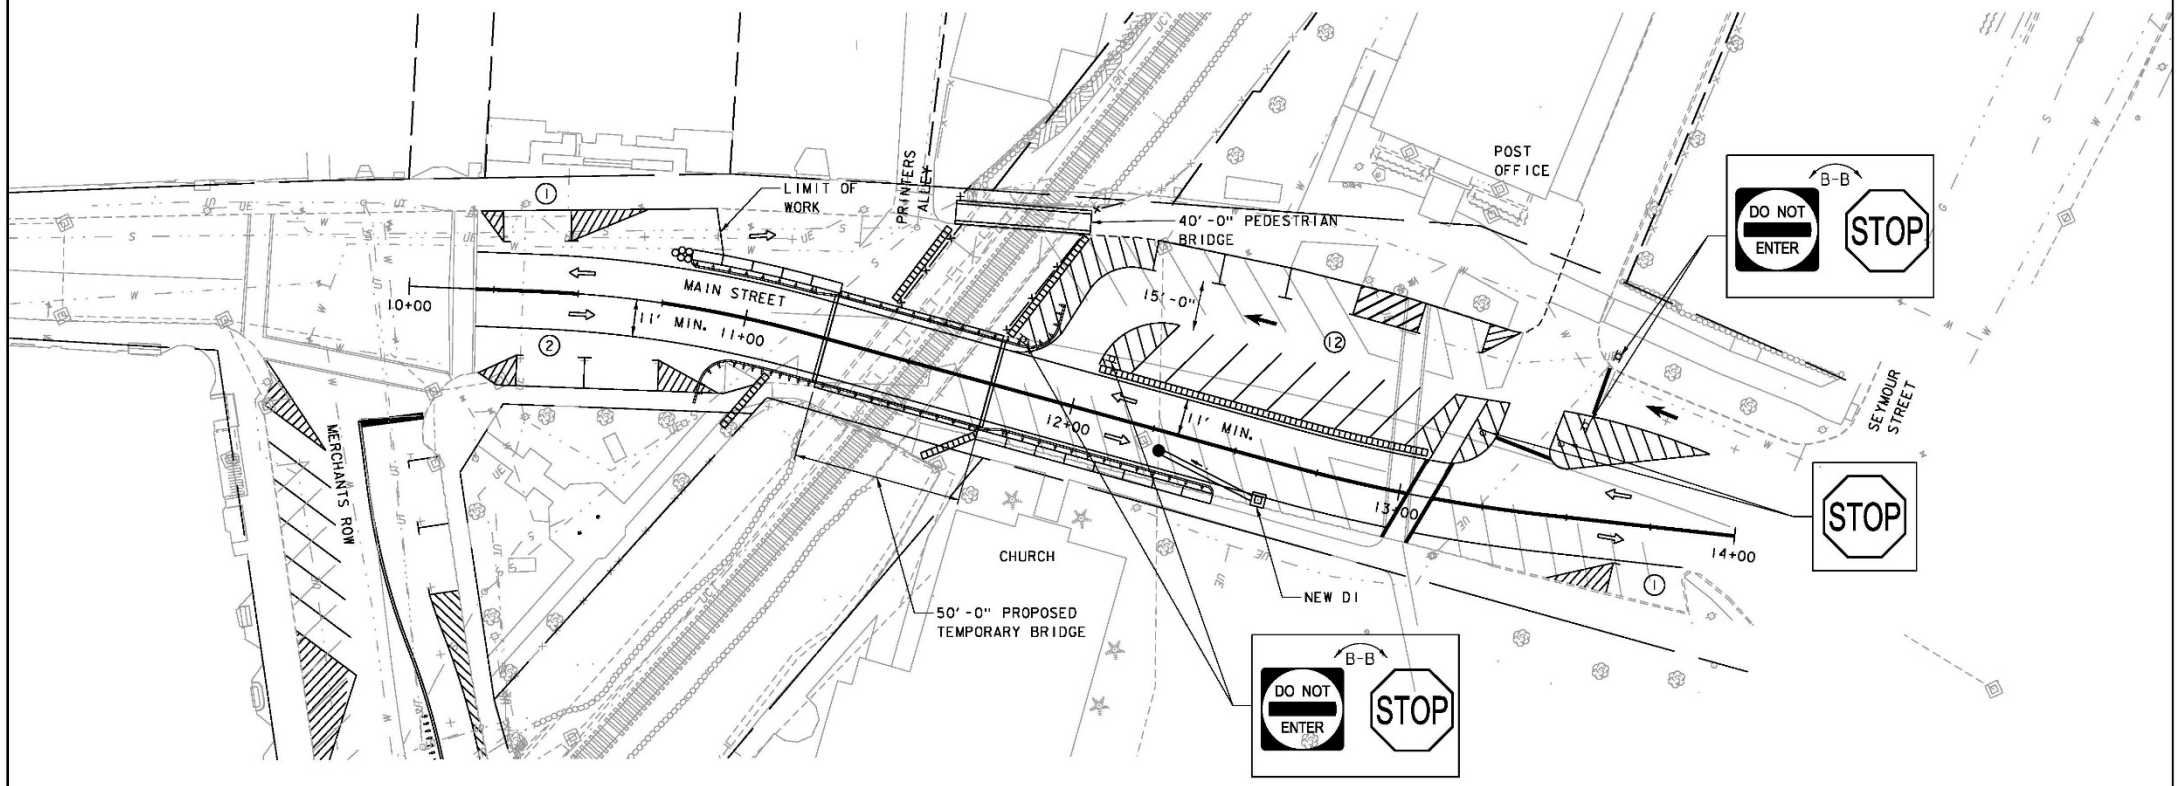 LIMIT OF
WORK
PRINTERS
ALLEY
40'-0" PEDESTRIAN
BRIDGE
POST
OFFICE
B-B
DO NOT
ENTER
STOP
1
MAIN STREET
10+00
11' MIN.
11+00
15'-0"
2
12
SEYMOUR
STREET
MERCHANTS ROW
12+00
11' MIN.
13+00
14+00
STOP
CHURCH
NEW DI
1
50'-0" PROPOSED
TEMPORARY BRIDGE
B-B
DO NOT
ENTER
STOP